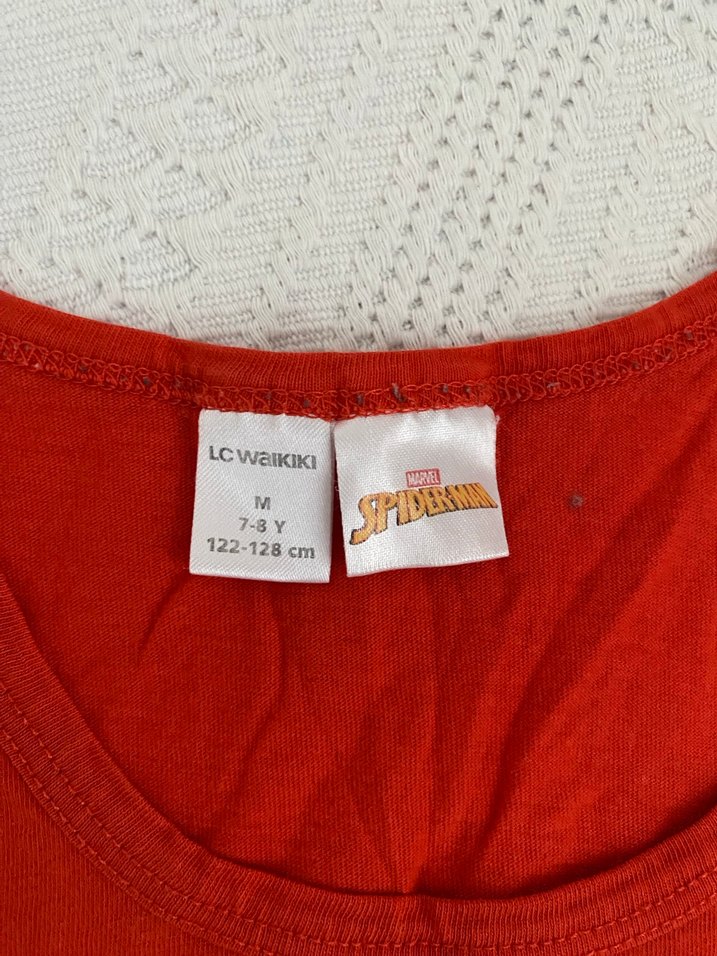 LC WAIKIKI
M
7-8 Y
122-128 cm
MARVEL
SPIDER-MAN